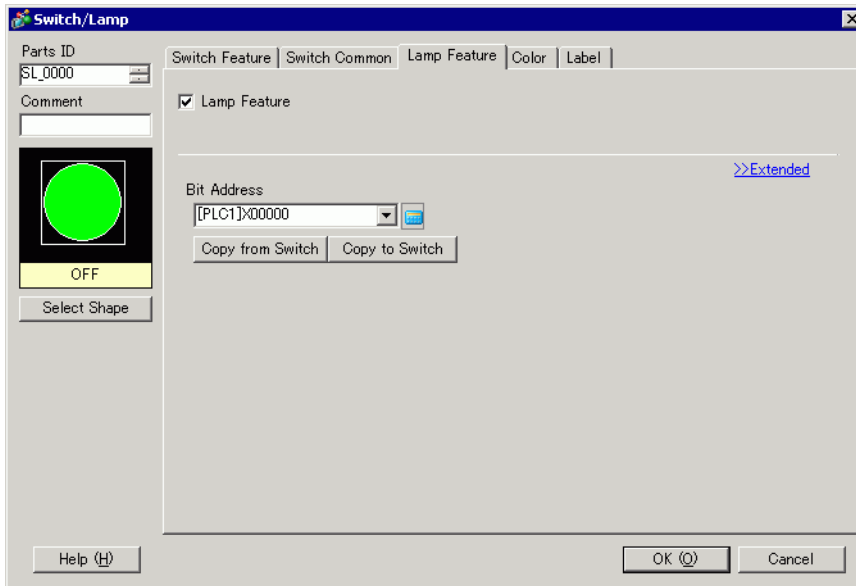 Switch/Lamp
Parts ID
SL_0000
Comment
OFF
Select Shape
Switch Feature Switch Common Lamp Feature Color Label
Lamp Feature
>>Extended
Bit Address
[PLC1]X00000
Copy from Switch Copy to Switch
Help (H) OK (O) Cancel